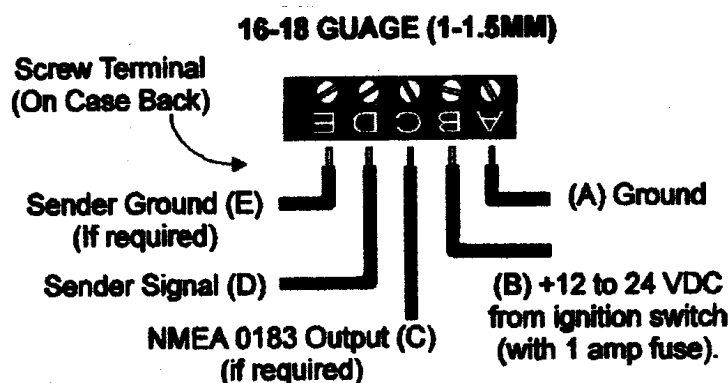 16-18 GUAGE (1-1.5MM)
Screw Terminal
(On Case Back)
E D C B A
Sender Ground (E)
(If required)
Sender Signal (D)
NMEA 0183 Output (C)
(if required)
(A) Ground
(B) +12 to 24 VDC
from ignition switch
(with 1 amp fuse).